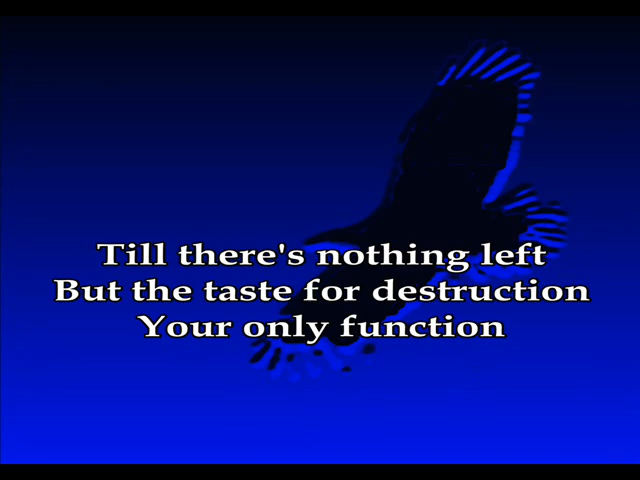 Till there's nothing left
But the taste for destruction
Your only function